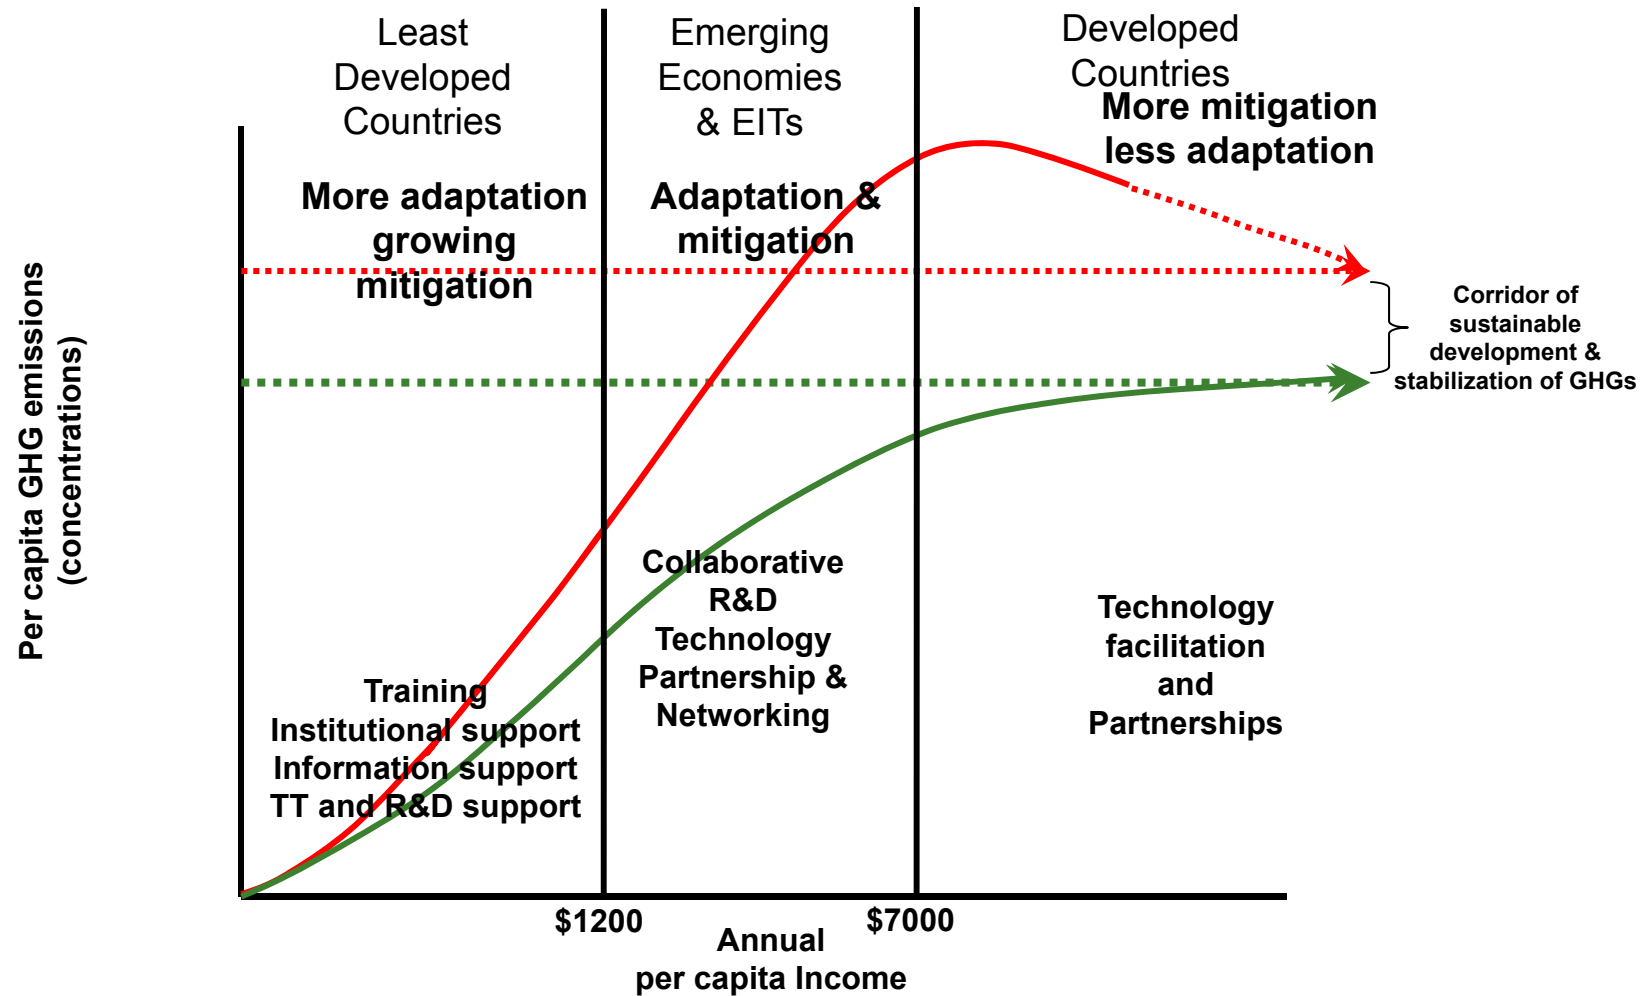 Least
Developed
Countries
Emerging
Economies
& EITs
Developed
Countries
More mitigation
less adaptation
More adaptation
growing
mitigation
Adaptation &
mitigation
Per capita GHG emissions
(concentrations)
Corridor of
sustainable
development &
stabilization of GHGs
Training
Institutional support
Information support
TT and R&D support
Collaborative
R&D
Technology
Partnership &
Networking
Technology
facilitation
and
Partnerships
$1200
$7000
Annual
per capita Income